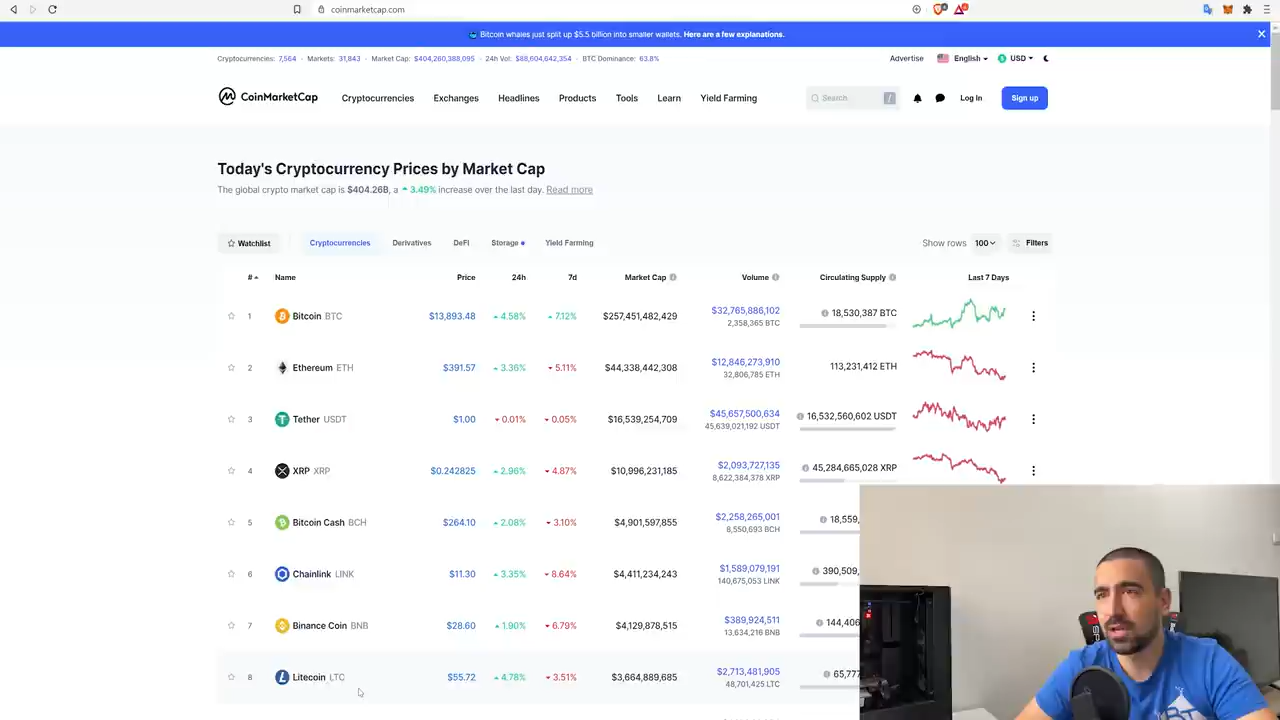 coinmarketcap.com
Bitcoin whales just split up $5.5 billion into smaller wallets. Here are a few explanations.
Cryptocurrencies: 7,564 · Markets: 31,843 · Market Cap: $404,260,388,095 · 24h Vol: $88,604,642,354 · BTC Dominance: 63.8%
Advertise English USD
CoinMarketCap Cryptocurrencies Exchanges Headlines Products Tools Learn Yield Farming Search / Log In Sign up
Today's Cryptocurrency Prices by Market Cap
The global crypto market cap is $404.26B, a 3.49% increase over the last day. Read more
Watchlist Cryptocurrencies Derivatives DeFi Storage Yield Farming Show rows 100 Filters
# Name Price 24h 7d Market Cap Volume Circulating Supply Last 7 Days
1 Bitcoin BTC $13,893.48 4.58% 7.12% $257,451,482,429 $32,765,886,102 18,530,387 BTC
2,358,365 BTC
2 Ethereum ETH $391.57 3.36% 5.11% $44,338,442,308 $12,846,273,910 113,231,412 ETH
32,806,785 ETH
3 Tether USDT $1.00 0.01% 0.05% $16,539,254,709 $45,657,500,634 16,532,560,602 USDT
45,639,021,192 USDT
4 XRP XRP $0.242825 2.96% 4.87% $10,996,231,185 $2,093,727,135 45,284,665,028 XRP
8,622,384,378 XRP
5 Bitcoin Cash BCH $264.10 2.08% 3.10% $4,901,597,855 $2,258,265,001 18,559,
8,550,693 BCH
6 Chainlink LINK $11.30 3.35% 8.64% $4,411,234,243 $1,589,079,191 390,509,
140,675,053 LINK
7 Binance Coin BNB $28.60 1.90% 6.79% $4,129,878,515 $389,924,511 144,406
13,634,216 BNB
8 Litecoin LTC $55.72 4.78% 3.51% $3,664,889,685 $2,713,481,905 65,777
48,701,425 LTC